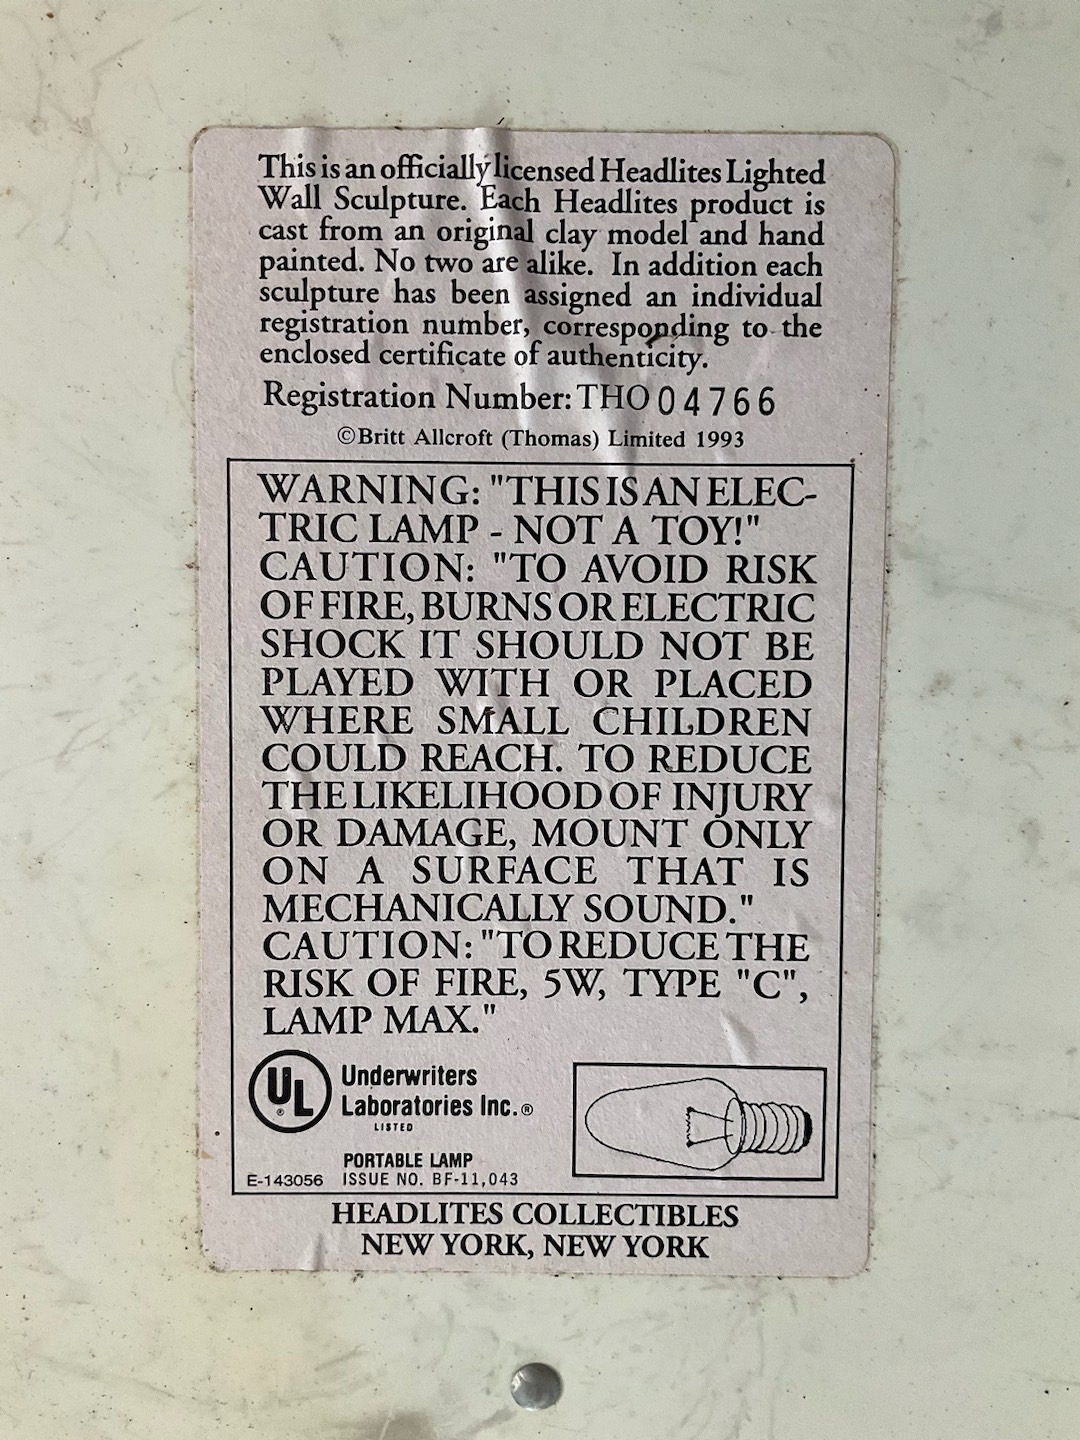 This is an officially licensed Headlites Lighted
Wall Sculpture. Each Headlites product is
cast from an original clay model and hand
painted. No two are alike. In addition each
sculpture has been assigned an individual
registration number, corresponding to the
enclosed certificate of authenticity.
Registration Number: THO 04766
©Britt Allcroft (Thomas) Limited 1993
WARNING: "THIS IS AN ELEC-
TRIC LAMP - NOT A TOY!"
CAUTION: "TO AVOID RISK
OF FIRE, BURNS OR ELECTRIC
SHOCK IT SHOULD NOT BE
PLAYED WITH OR PLACED
WHERE SMALL CHILDREN
COULD REACH. TO REDUCE
THE LIKELIHOOD OF INJURY
OR DAMAGE, MOUNT ONLY
ON A SURFACE THAT IS
MECHANICALLY SOUND."
CAUTION: "TO REDUCE THE
RISK OF FIRE, 5W, TYPE "C",
LAMP MAX."
UL ®
Underwriters
Laboratories Inc.®
LISTED
PORTABLE LAMP
E-143056 ISSUE NO. BF-11,043
HEADLITES COLLECTIBLES
NEW YORK, NEW YORK